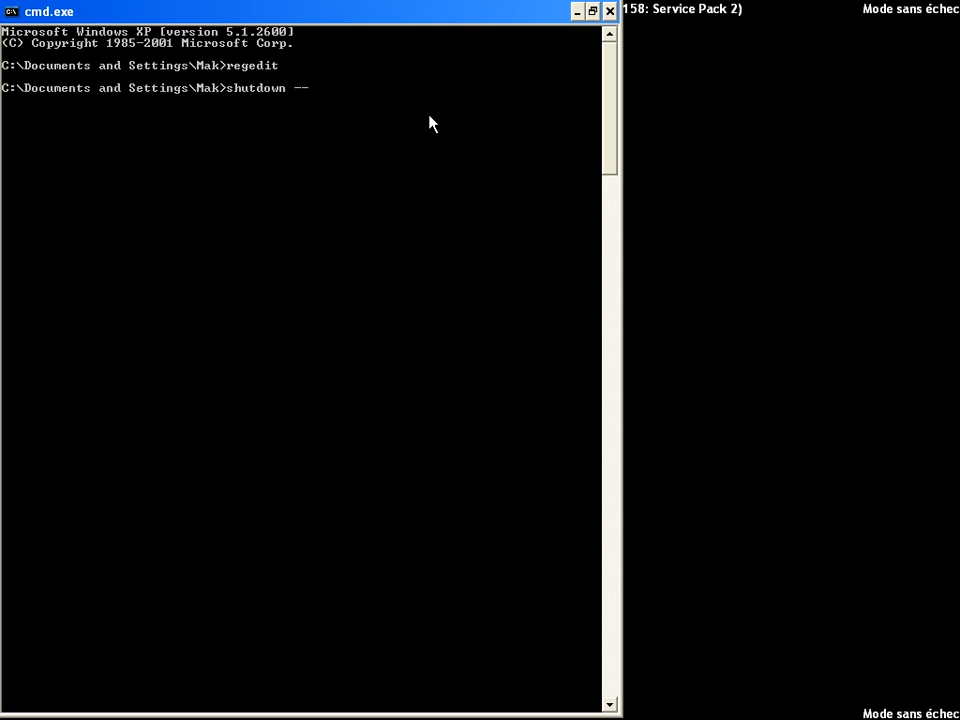 cmd.exe
158: Service Pack 2)
Mode sans échec
Microsoft Windows XP [version 5.1.2600]
(C) Copyright 1985-2001 Microsoft Corp.
C:\Documents and Settings\Mak>regedit
C:\Documents and Settings\Mak>shutdown --
Mode sans échec